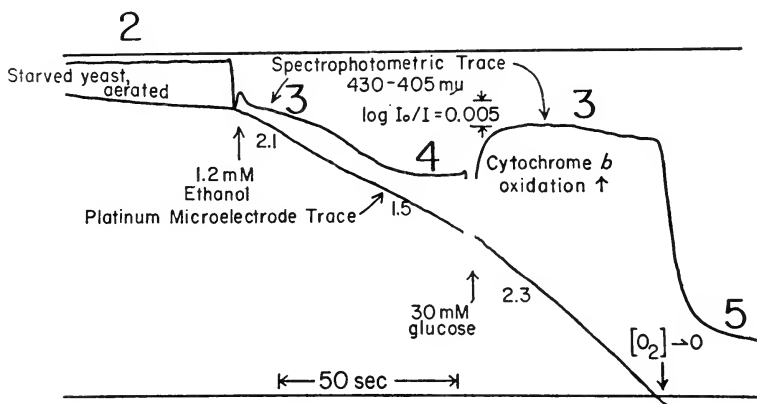 2
Starved yeast,
aerated
Spectrophotometric Trace
430-405 mµ
log I₀/I = 0.005
3
3
2.1
4
1.2 mM
Ethanol
Cytochrome b
oxidation ↑
Platinum Microelectrode Trace
1.5
30 mM
glucose
2.3
[O₂]→0
5
50 sec